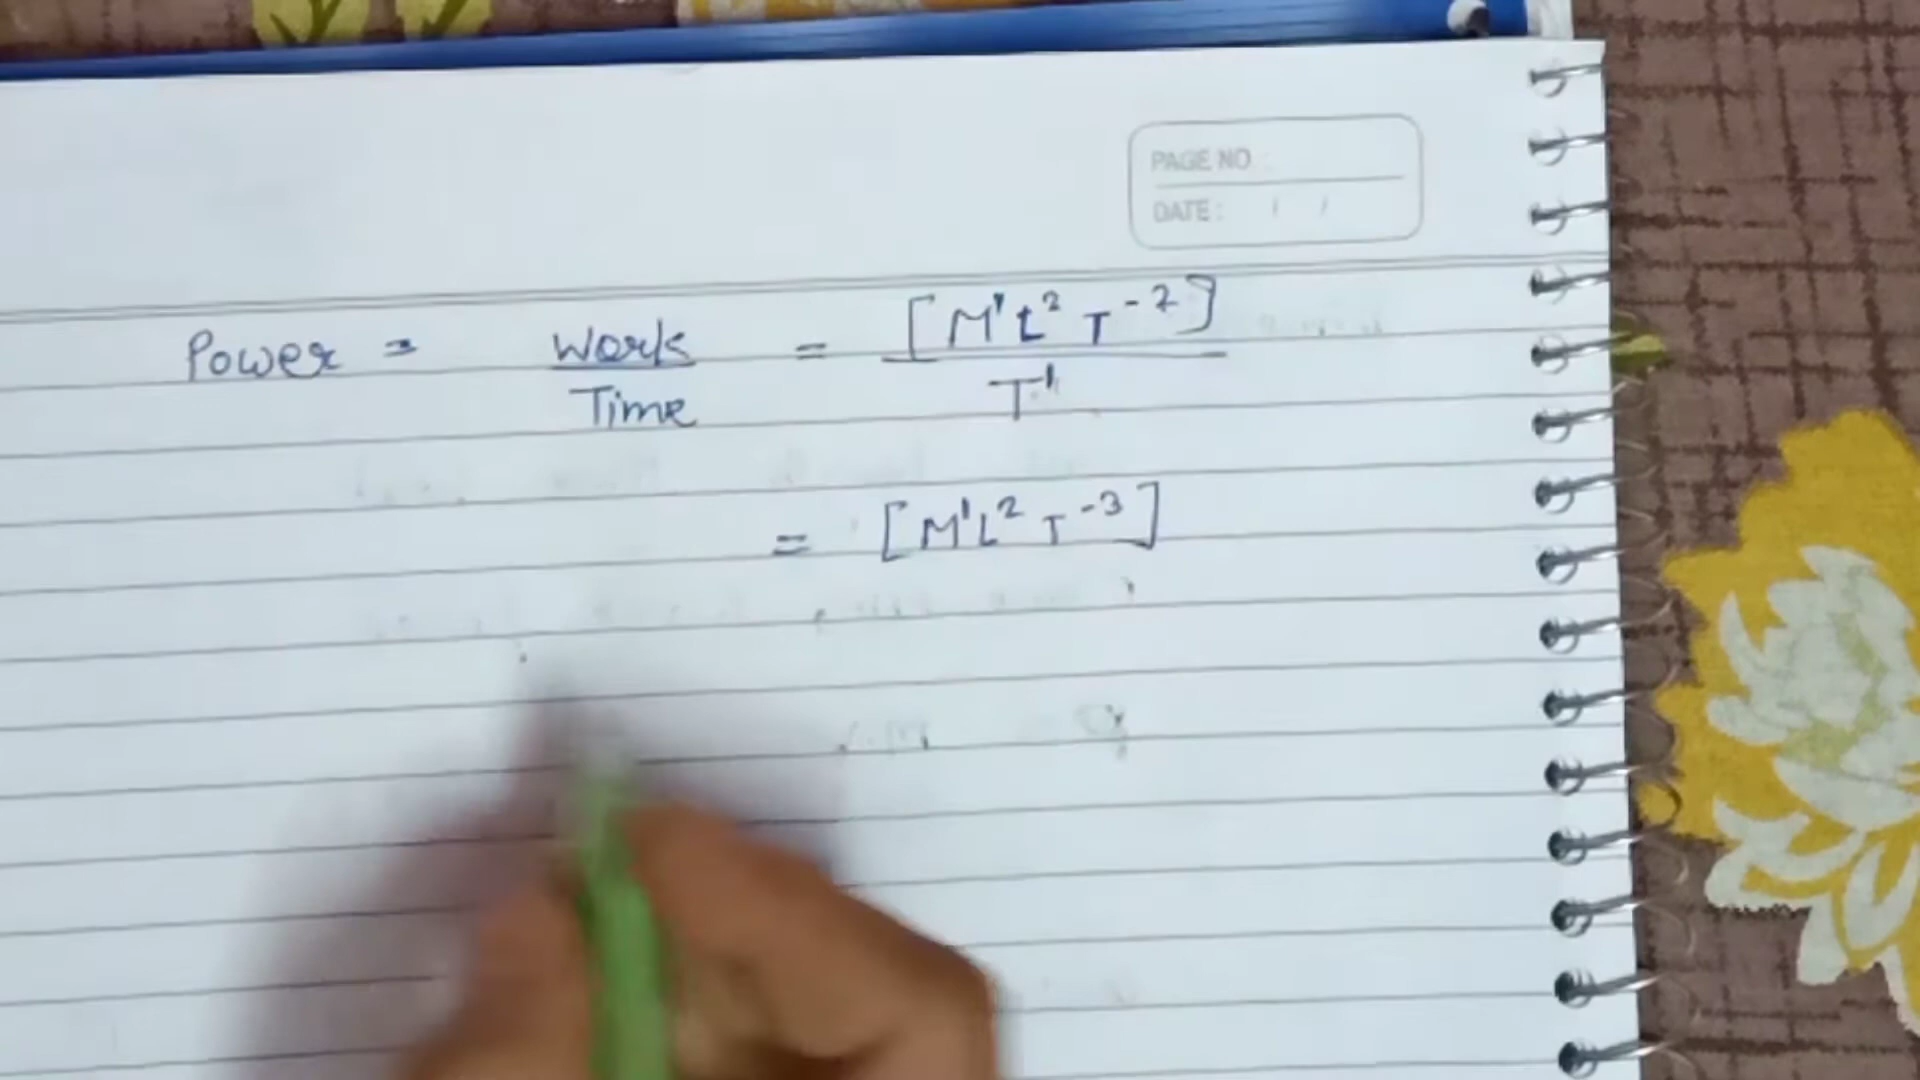 PAGE NO :
DATE : / /
Power = Work/Time = [M¹L²T⁻²]/T¹
= [M¹L²T⁻³]